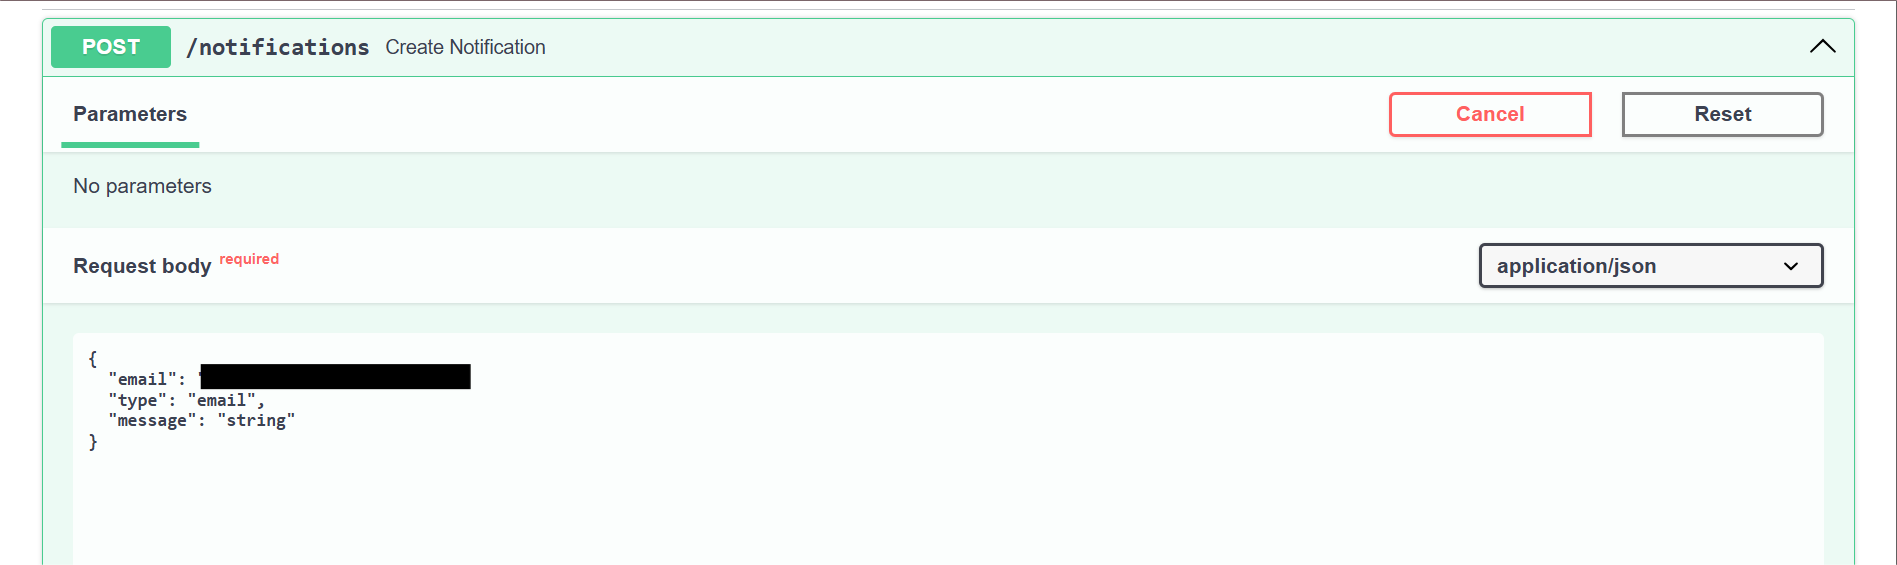 POST /notifications Create Notification
Parameters
Cancel
Reset
No parameters
Request body required
application/json
{
"email": "
"type": "email",
"message": "string"
}